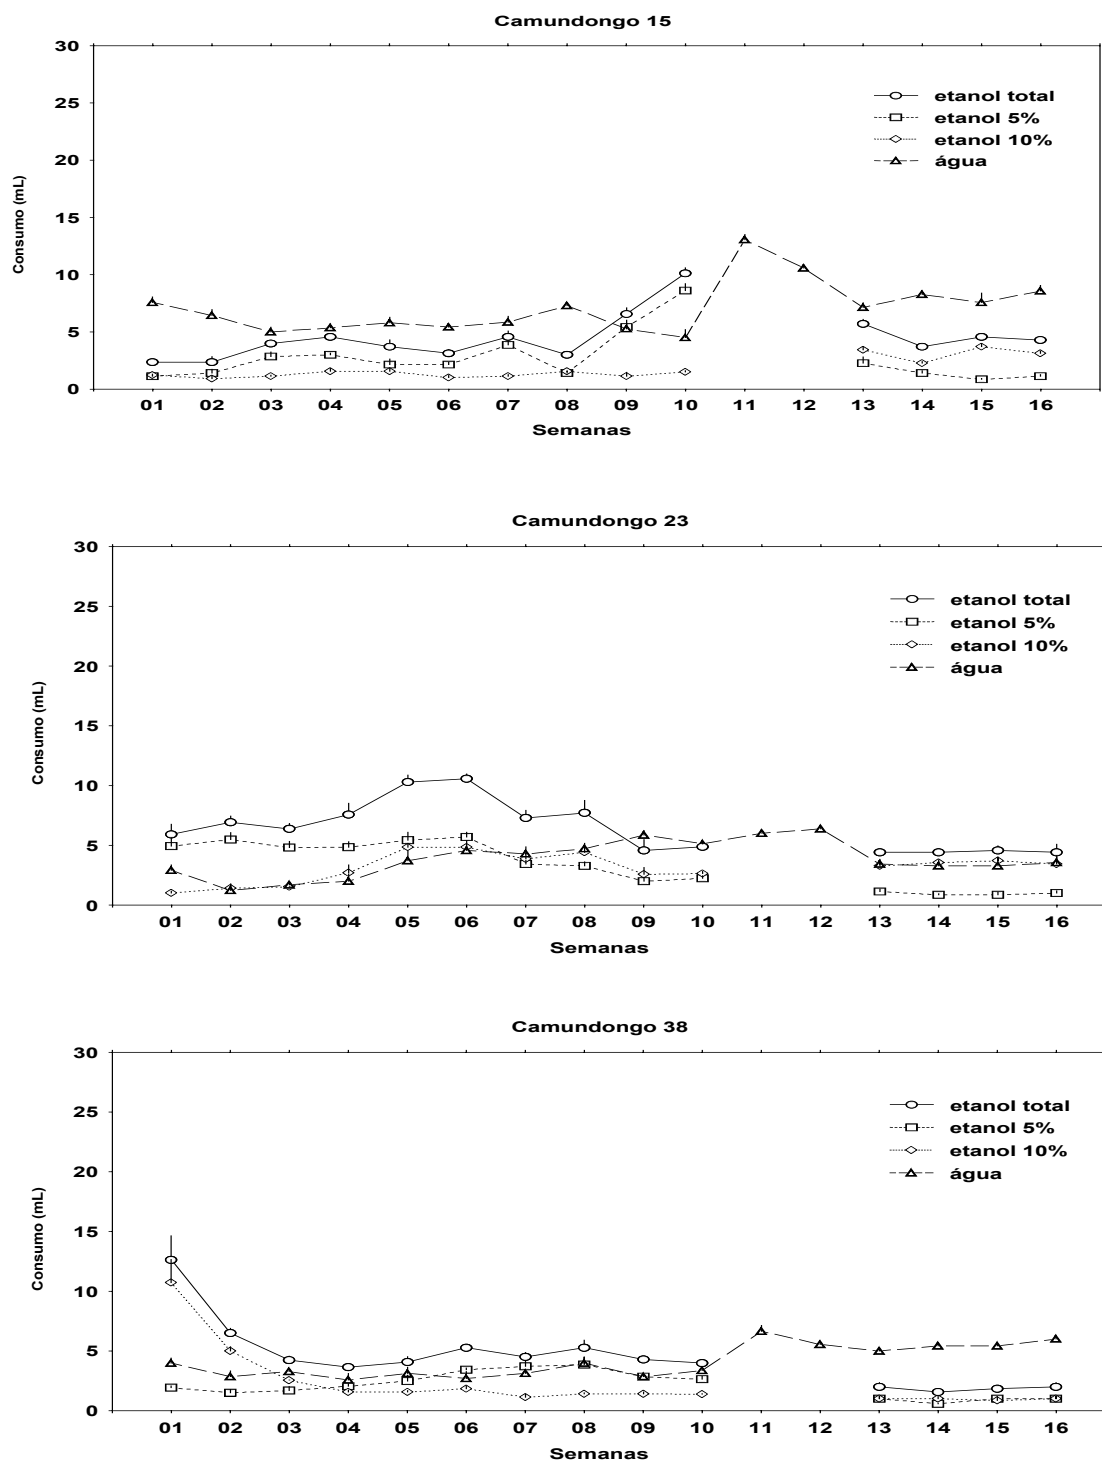 Camundongo 15
30
25
20
15
10
5
0
Consumo (mL)
etanol total
etanol 5%
etanol 10%
água
01 02 03 04 05 06 07 08 09 10 11 12 13 14 15 16
Semanas
Camundongo 23
30
25
20
15
10
5
0
Consumo (mL)
etanol total
etanol 5%
etanol 10%
água
01 02 03 04 05 06 07 08 09 10 11 12 13 14 15 16
Semanas
Camundongo 38
30
25
20
15
10
5
0
Consumo (mL)
etanol total
etanol 5%
etanol 10%
água
01 02 03 04 05 06 07 08 09 10 11 12 13 14 15 16
Semanas